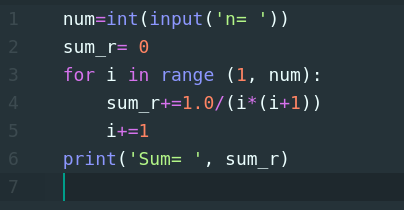 1 num=int(input('n= '))
2 sum_r= 0
3 for i in range (1, num):
4     sum_r+=1.0/(i*(i+1))
5     i+=1
6 print('Sum= ', sum_r)
7